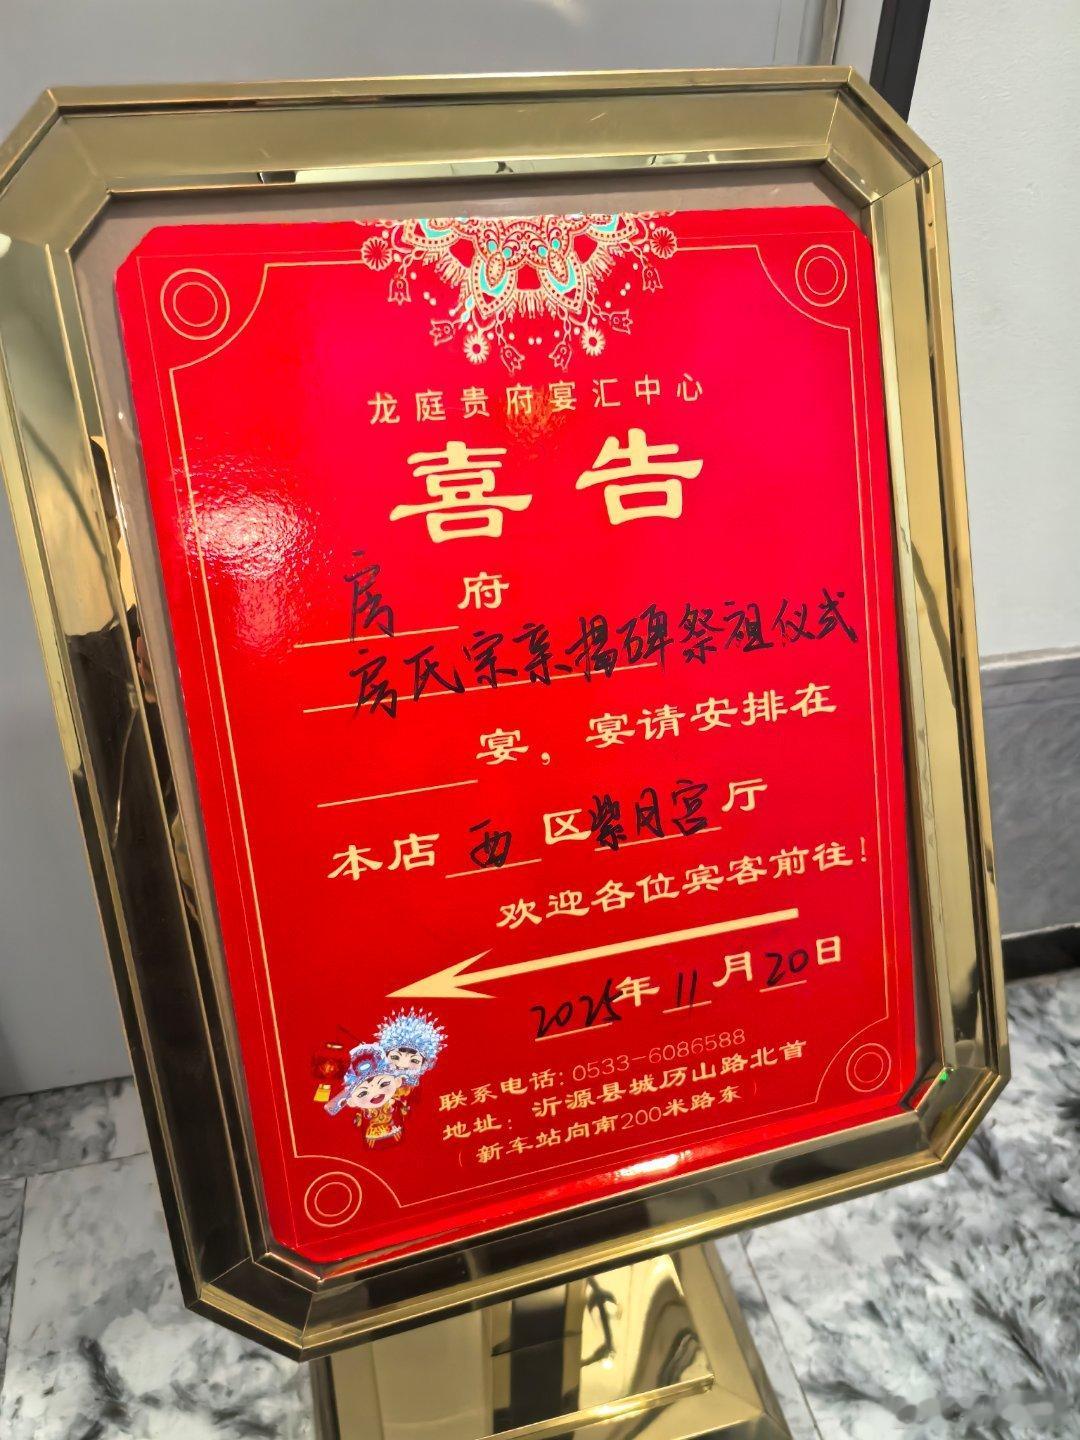 龙庭贵府宴汇中心
喜告
房府
房氏宗亲揭碑祭祖仪式
宴，宴请安排在
本店西区紫月宫厅
欢迎各位宾客前往！
2025年11月20日
联系电话：0533-6086588
地址：沂源县城历山路北首
（新车站向南200米路东）